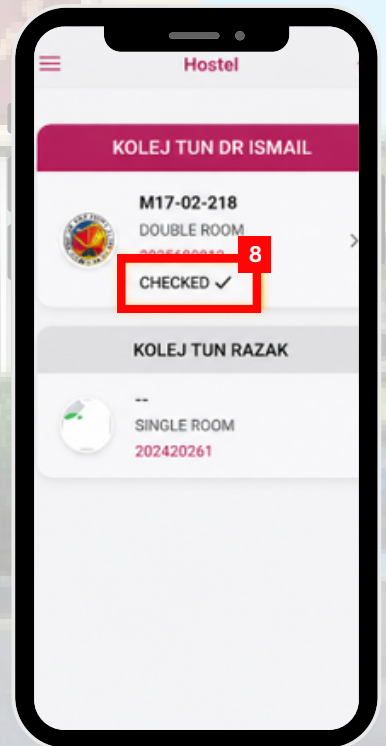 Hostel
KOLEJ TUN DR ISMAIL
M17-02-218
DOUBLE ROOM
8
CHECKED ✓
KOLEJ TUN RAZAK
--
SINGLE ROOM
202420261